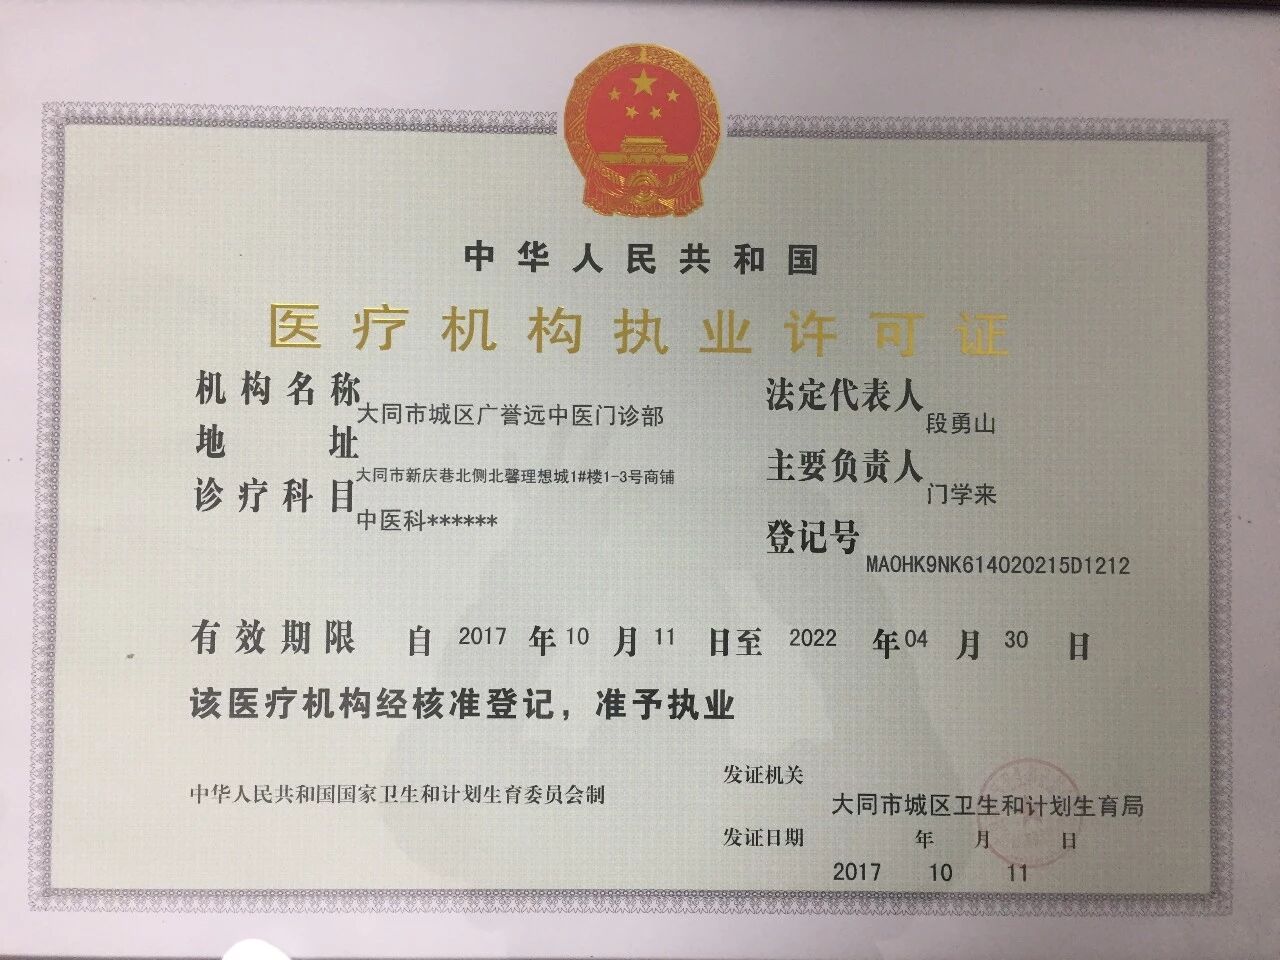 中华人民共和国
医疗机构执业许可证
机构名称 大同市城区广誉远中医门诊部
地址 大同市新庆巷北侧北馨理想城1#楼1-3号商铺
诊疗科目 中医科******
法定代表人 段勇山
主要负责人 门学来
登记号 MA0HK9NK614020215D1212
有效期限 自 2017 年 10 月 11 日至 2022 年 04 月 30 日
该医疗机构经核准登记，准予执业
中华人民共和国国家卫生和计划生育委员会制
发证机关 大同市城区卫生和计划生育局
发证日期 年 月 日
2017 10 11